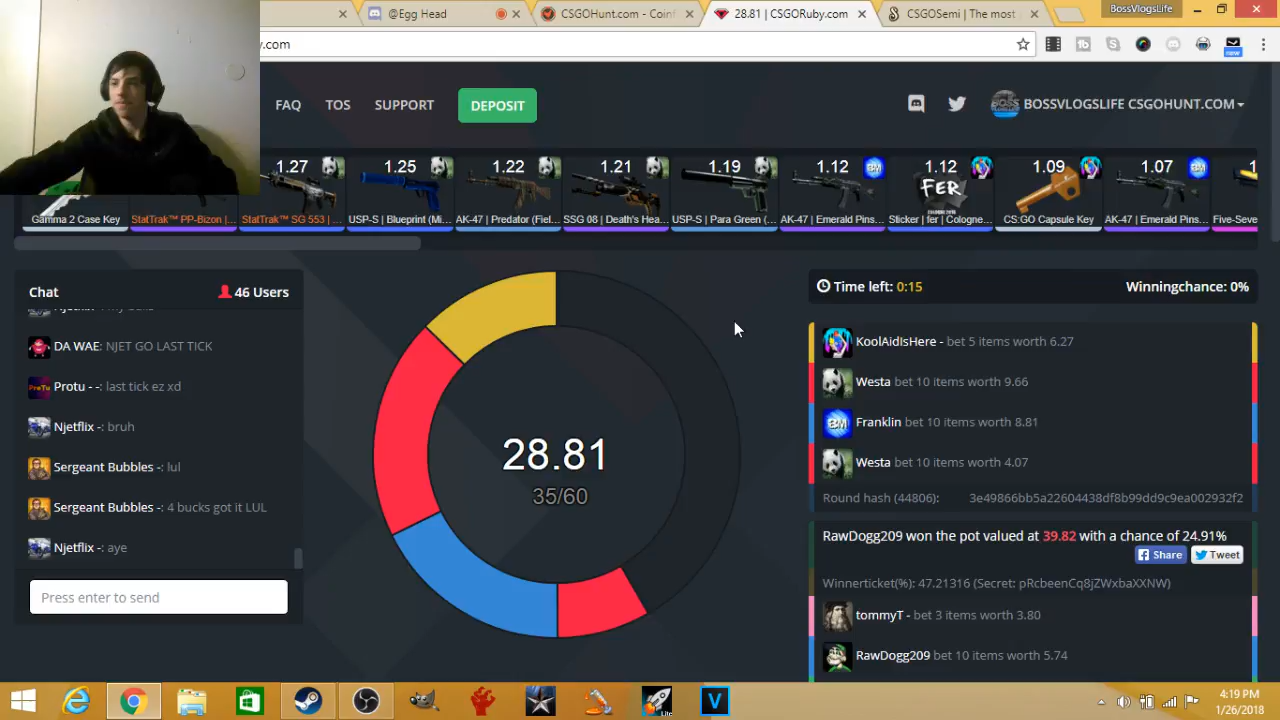 @Egg Head
CSGOHunt.com - Coinf
28.81 | CSGORuby.com
CSGOSemi | The most
BossVlogsLife
y.com
new
FAQ TOS SUPPORT DEPOSIT
BOSSVLOGSLIFE CSGOHUNT.COM
1.27 1.25 1.22 1.21 1.19 1.12 1.12 1.09 1.07
FER
Gamma 2 Case Key
StatTrak™ PP-Bizon | ...
StatTrak™ SG 553 | ...
USP-S | Blueprint (Mi...
AK-47 | Predator (Fiel...
SSG 08 | Death's Hea...
USP-S | Para Green (...
AK-47 | Emerald Pins...
Sticker | fer | Cologne...
CS:GO Capsule Key
AK-47 | Emerald Pins...
Five-Seve
Chat 46 Users
DA WAE: NJET GO LAST TICK
Protu - -: last tick ez xd
Njetflix -: bruh
Sergeant Bubbles -: lul
Sergeant Bubbles -: 4 bucks got it LUL
Njetflix -: aye
Press enter to send
28.81
35/60
Time left: 0:15 Winningchance: 0%
KoolAidIsHere - bet 5 items worth 6.27
Westa bet 10 items worth 9.66
Franklin bet 10 items worth 8.81
Westa bet 10 items worth 4.07
Round hash (44806): 3e49866bb5a22604438df8b99dd9c9ea002932f2
RawDogg209 won the pot valued at 39.82 with a chance of 24.91%
Share Tweet
Winnerticket(%): 47.21316 (Secret: pRcbeenCq8jZWxbaXXNW)
tommyT - bet 3 items worth 3.80
RawDogg209 bet 10 items worth 5.74
Lite
4:19 PM
1/26/2018